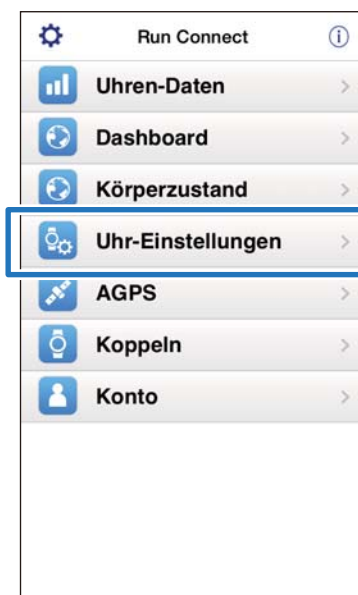 Run Connect
Uhren-Daten
Dashboard
Körperzustand
Uhr-Einstellungen
AGPS
Koppeln
Konto